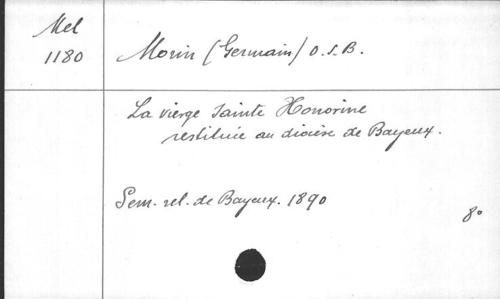 Mel
1180
Morin (Germain) O.S.B.
La vierge Sainte Honorine
restituée au diocèse de Bayeux.
Sem. rel. de Bayeux. 1890
8°